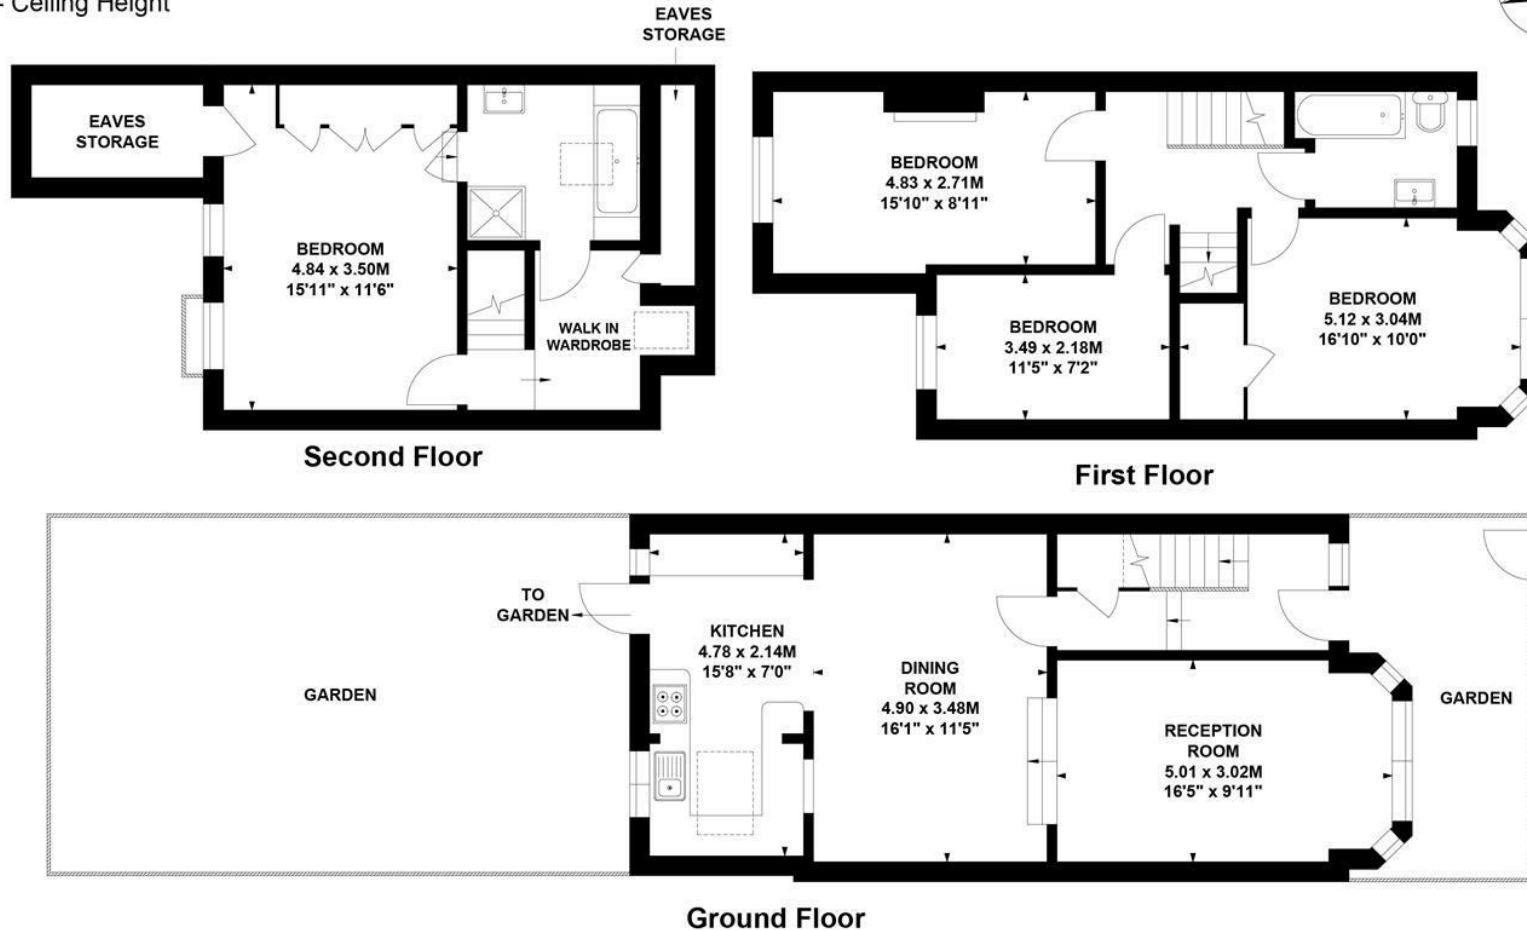 - Ceiling Height
EAVES
STORAGE
EAVES
STORAGE
BEDROOM
4.84 x 3.50M
15'11" x 11'6"
WALK IN
WARDROBE
Second Floor
BEDROOM
4.83 x 2.71M
15'10" x 8'11"
BEDROOM
3.49 x 2.18M
11'5" x 7'2"
BEDROOM
5.12 x 3.04M
16'10" x 10'0"
First Floor
GARDEN
TO
GARDEN
KITCHEN
4.78 x 2.14M
15'8" x 7'0"
DINING
ROOM
4.90 x 3.48M
16'1" x 11'5"
RECEPTION
ROOM
5.01 x 3.02M
16'5" x 9'11"
GARDEN
Ground Floor